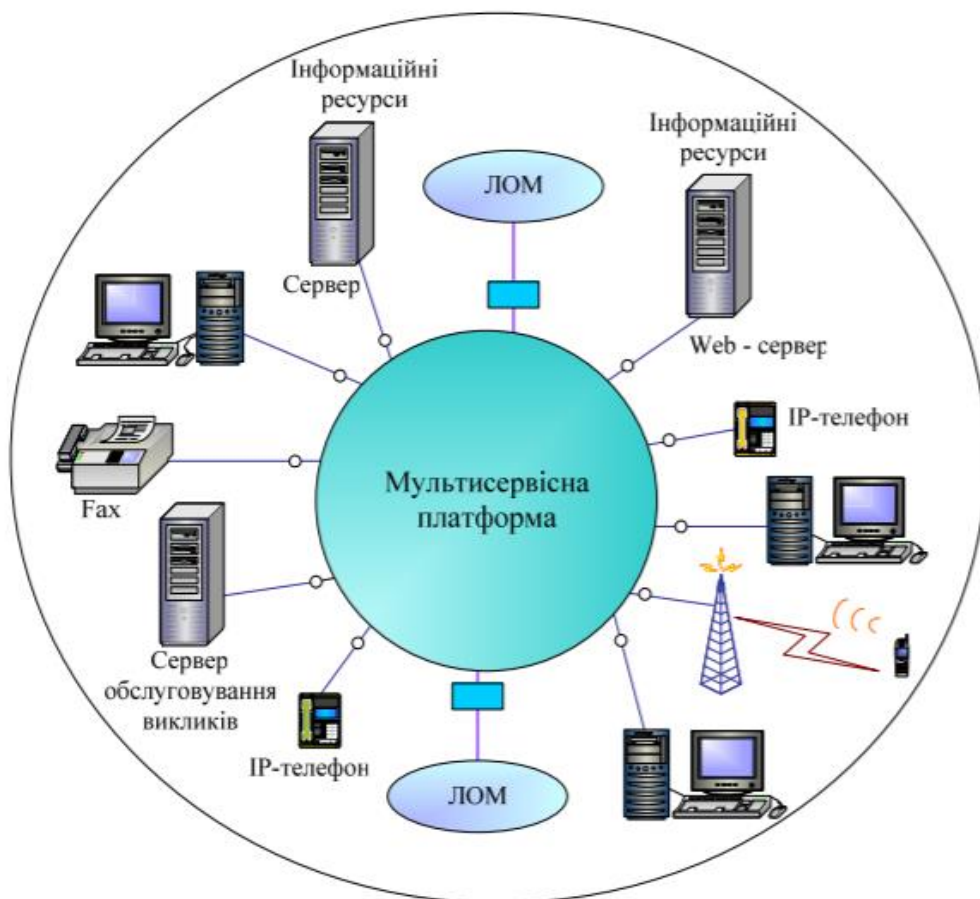 Інформаційні
ресурси
Сервер
ЛОМ
Інформаційні
ресурси
Web - сервер
IP-телефон
Fax
Мультисервісна
платформа
Сервер
обслуговування
викликів
IP-телефон
ЛОМ